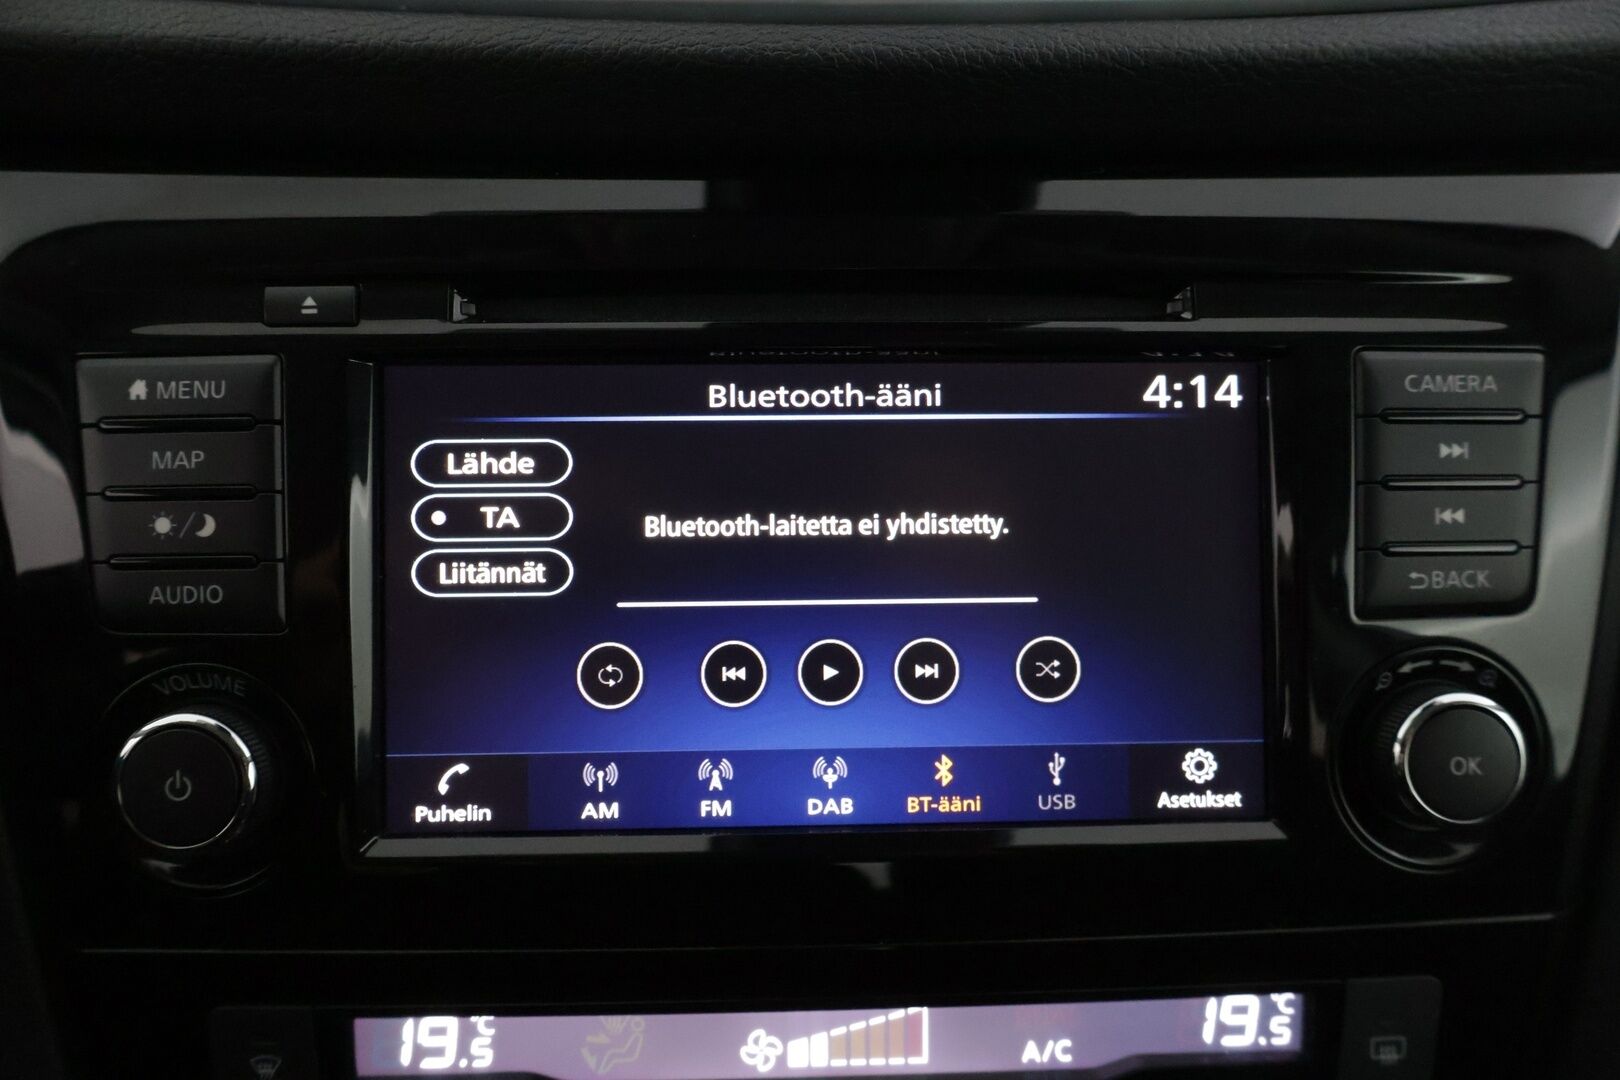 MENU
MAP
AUDIO
VOLUME
Bluetooth-ääni
4:14
Lähde
TA
Liitännät
Bluetooth-laitetta ei yhdistetty.
Puhelin
AM
FM
DAB
BT-ääni
USB
Asetukset
CAMERA
BACK
OK
19.5°C
A/C
19.5°C